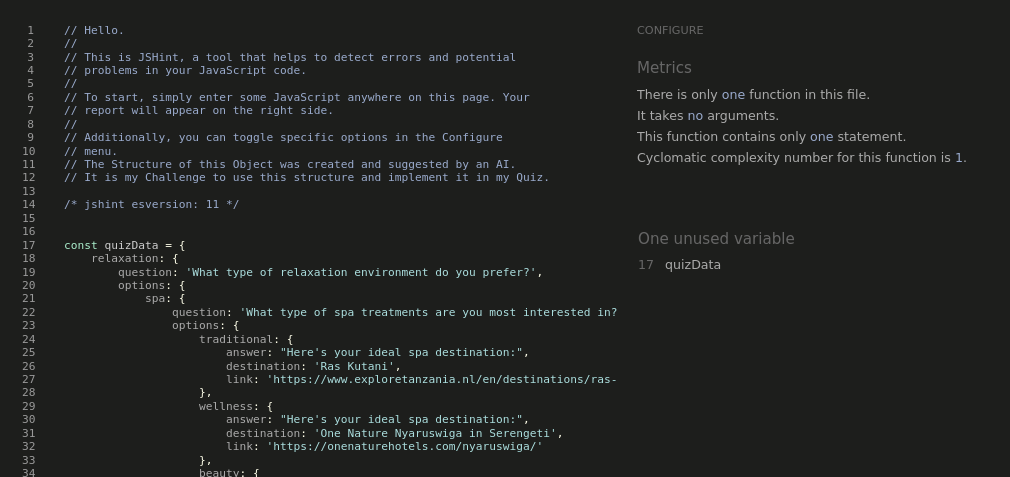 1 // Hello.
2 //
3 // This is JSHint, a tool that helps to detect errors and potential
4 // problems in your JavaScript code.
5 //
6 // To start, simply enter some JavaScript anywhere on this page. Your
7 // report will appear on the right side.
8 //
9 // Additionally, you can toggle specific options in the Configure
10 // menu.
11 // The Structure of this Object was created and suggested by an AI.
12 // It is my Challenge to use this structure and implement it in my Quiz.
13
14 /* jshint esversion: 11 */
15
16
17 const quizData = {
18     relaxation: {
19         question: 'What type of relaxation environment do you prefer?',
20         options: {
21             spa: {
22                 question: 'What type of spa treatments are you most interested in?
23                 options: {
24                     traditional: {
25                         answer: "Here's your ideal spa destination:",
26                         destination: 'Ras Kutani',
27                         link: 'https://www.exploretanzania.nl/en/destinations/ras-
28                     },
29                     wellness: {
30                         answer: "Here's your ideal spa destination:",
31                         destination: 'One Nature Nyaruswiga in Serengeti',
32                         link: 'https://onenaturehotels.com/nyaruswiga/'
33                     },
34                     beauty: {
CONFIGURE
Metrics
There is only one function in this file.
It takes no arguments.
This function contains only one statement.
Cyclomatic complexity number for this function is 1.
One unused variable
17 quizData